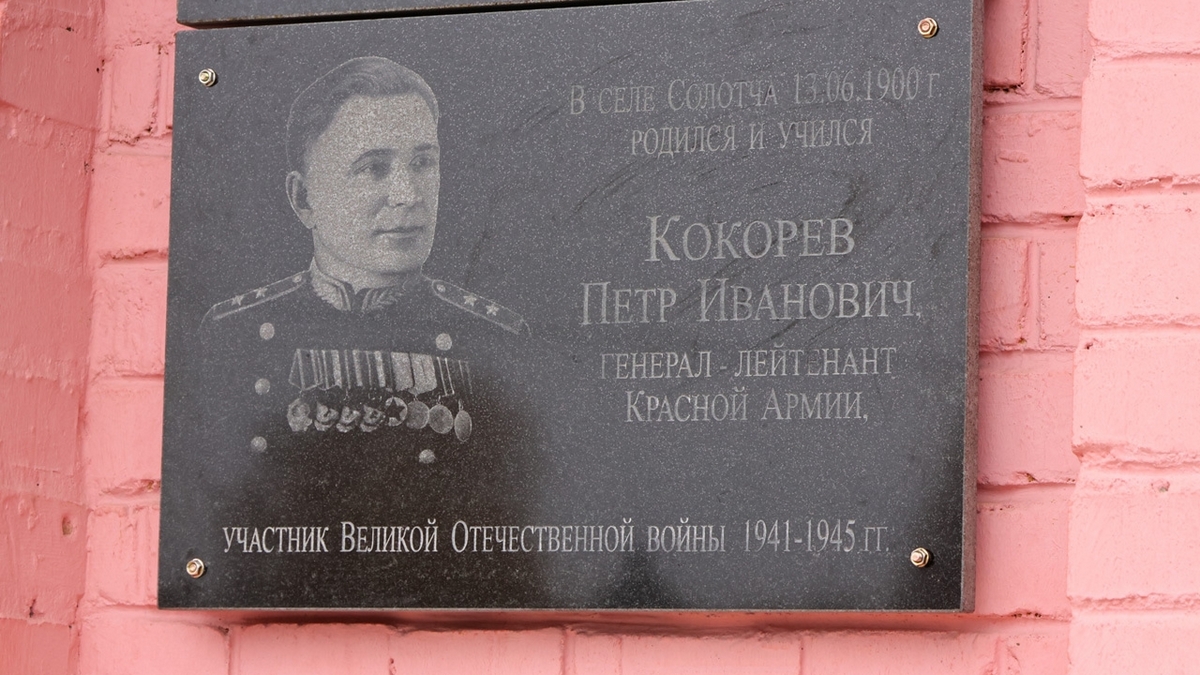 В СЕЛЕ СОЛОТЧА 13.06.1900 Г.
РОДИЛСЯ И УЧИЛСЯ
КОКОРЕВ
ПЕТР ИВАНОВИЧ,
ГЕНЕРАЛ - ЛЕЙТЕНАНТ
КРАСНОЙ АРМИИ,
УЧАСТНИК ВЕЛИКОЙ ОТЕЧЕСТВЕННОЙ ВОЙНЫ 1941-1945 ГГ.